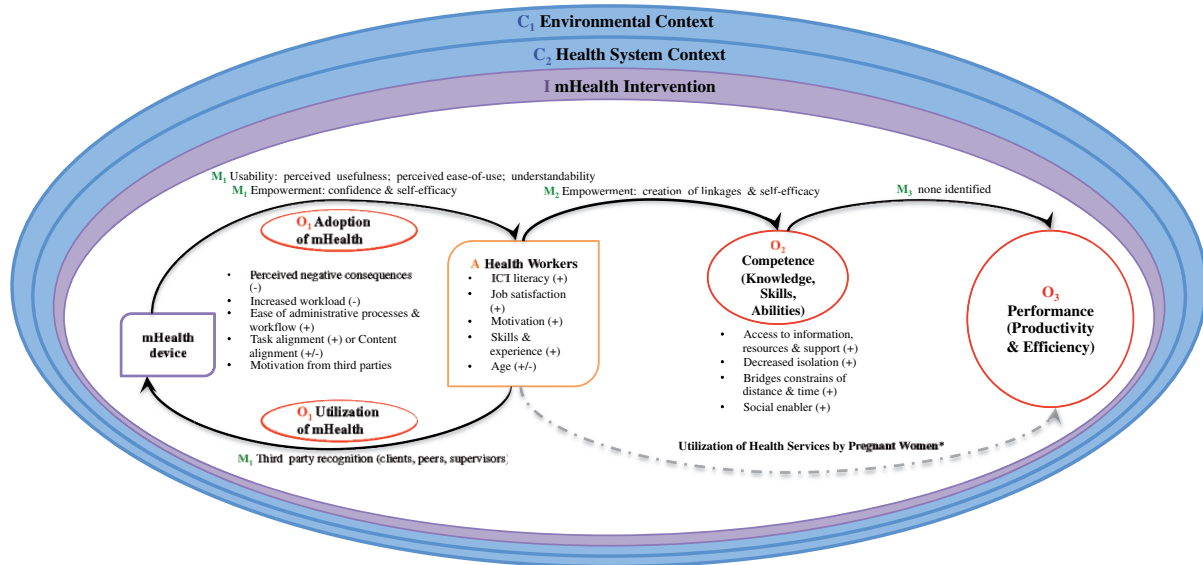 C1 Environmental Context
C2 Health System Context
I mHealth Intervention
M1 Usability: perceived usefulness; perceived ease-of-use; understandability
M1 Empowerment: confidence & self-efficacy
M2 Empowerment: creation of linkages & self-efficacy
M3 none identified
O1 Adoption
of mHealth
• Perceived negative consequences
(-)
• Increased workload (-)
• Ease of administrative processes &
workflow (+)
• Task alignment (+) or Content
alignment (+/-)
• Motivation from third parties
mHealth
device
A Health Workers
• ICT literacy (+)
• Job satisfaction
(+)
• Motivation (+)
• Skills &
experience (+)
• Age (+/-)
O2
Competence
(Knowledge,
Skills,
Abilities)
• Access to information,
resources & support (+)
• Decreased isolation (+)
• Bridges constrains of
distance & time (+)
• Social enabler (+)
O3
Performance
(Productivity
& Efficiency)
O1 Utilization
of mHealth
M1 Third party recognition (clients, peers, supervisors)
Utilization of Health Services by Pregnant Women*